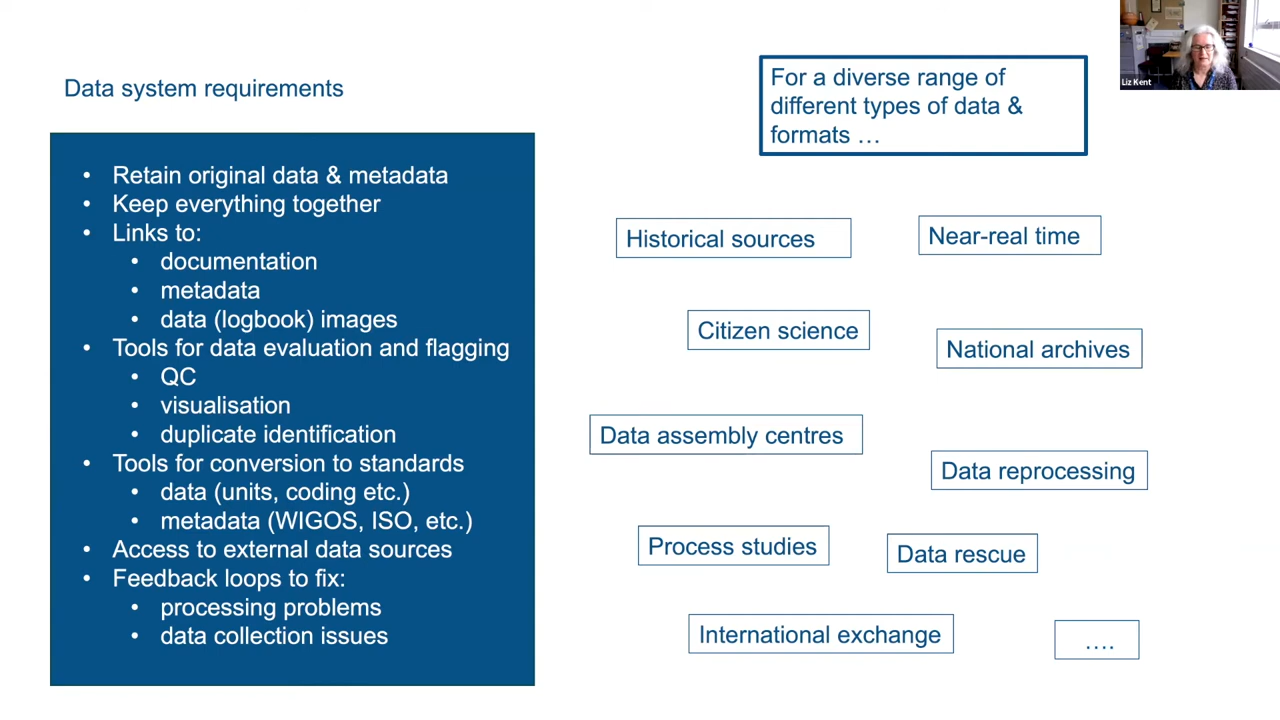 Data system requirements
• Retain original data & metadata
• Keep everything together
• Links to:
• documentation
• metadata
• data (logbook) images
• Tools for data evaluation and flagging
• QC
• visualisation
• duplicate identification
• Tools for conversion to standards
• data (units, coding etc.)
• metadata (WIGOS, ISO, etc.)
• Access to external data sources
• Feedback loops to fix:
• processing problems
• data collection issues
For a diverse range of
different types of data &
formats …
Historical sources
Near-real time
Citizen science
National archives
Data assembly centres
Data reprocessing
Process studies
Data rescue
International exchange
….
Liz Kent